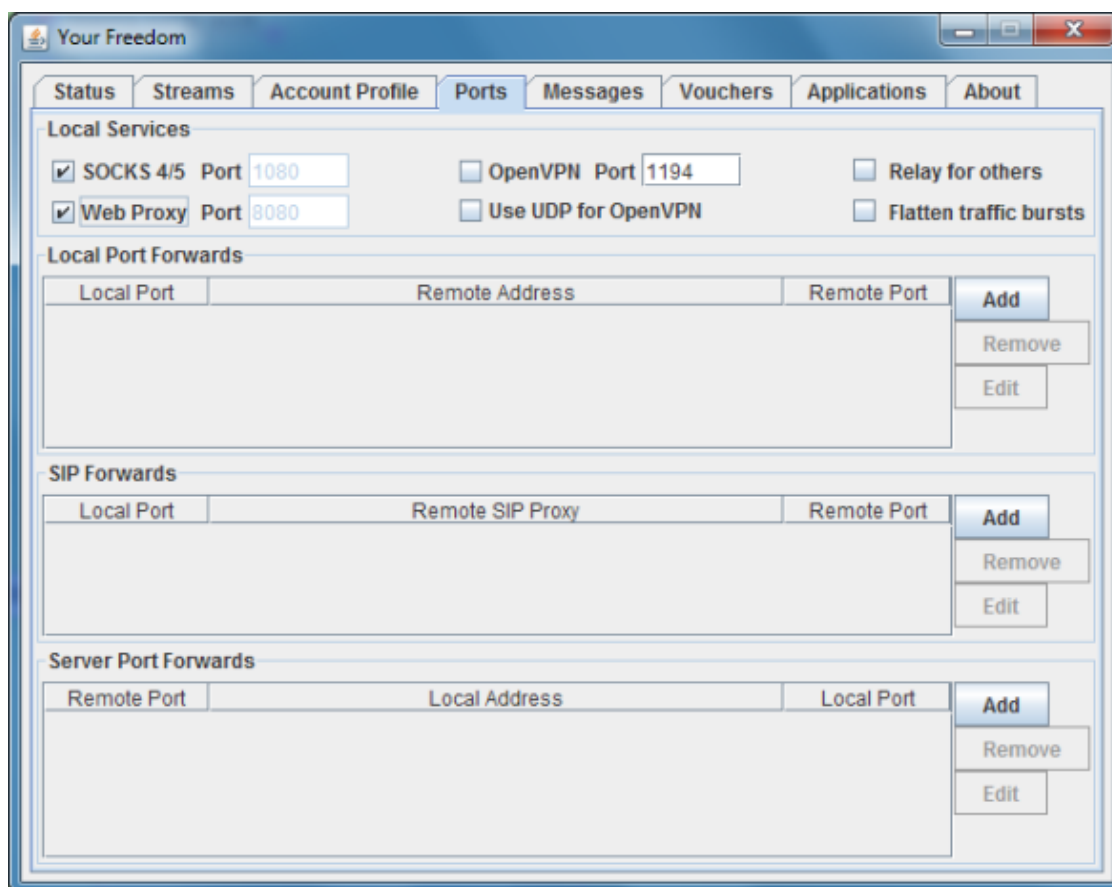 Your Freedom
Status Streams Account Profile Ports Messages Vouchers Applications About
Local Services
SOCKS 4/5 Port 1080 OpenVPN Port 1194 Relay for others
Web Proxy Port 8080 Use UDP for OpenVPN Flatten traffic bursts
Local Port Forwards
Local Port Remote Address Remote Port Add
Remove
Edit
SIP Forwards
Local Port Remote SIP Proxy Remote Port Add
Remove
Edit
Server Port Forwards
Remote Port Local Address Local Port Add
Remove
Edit